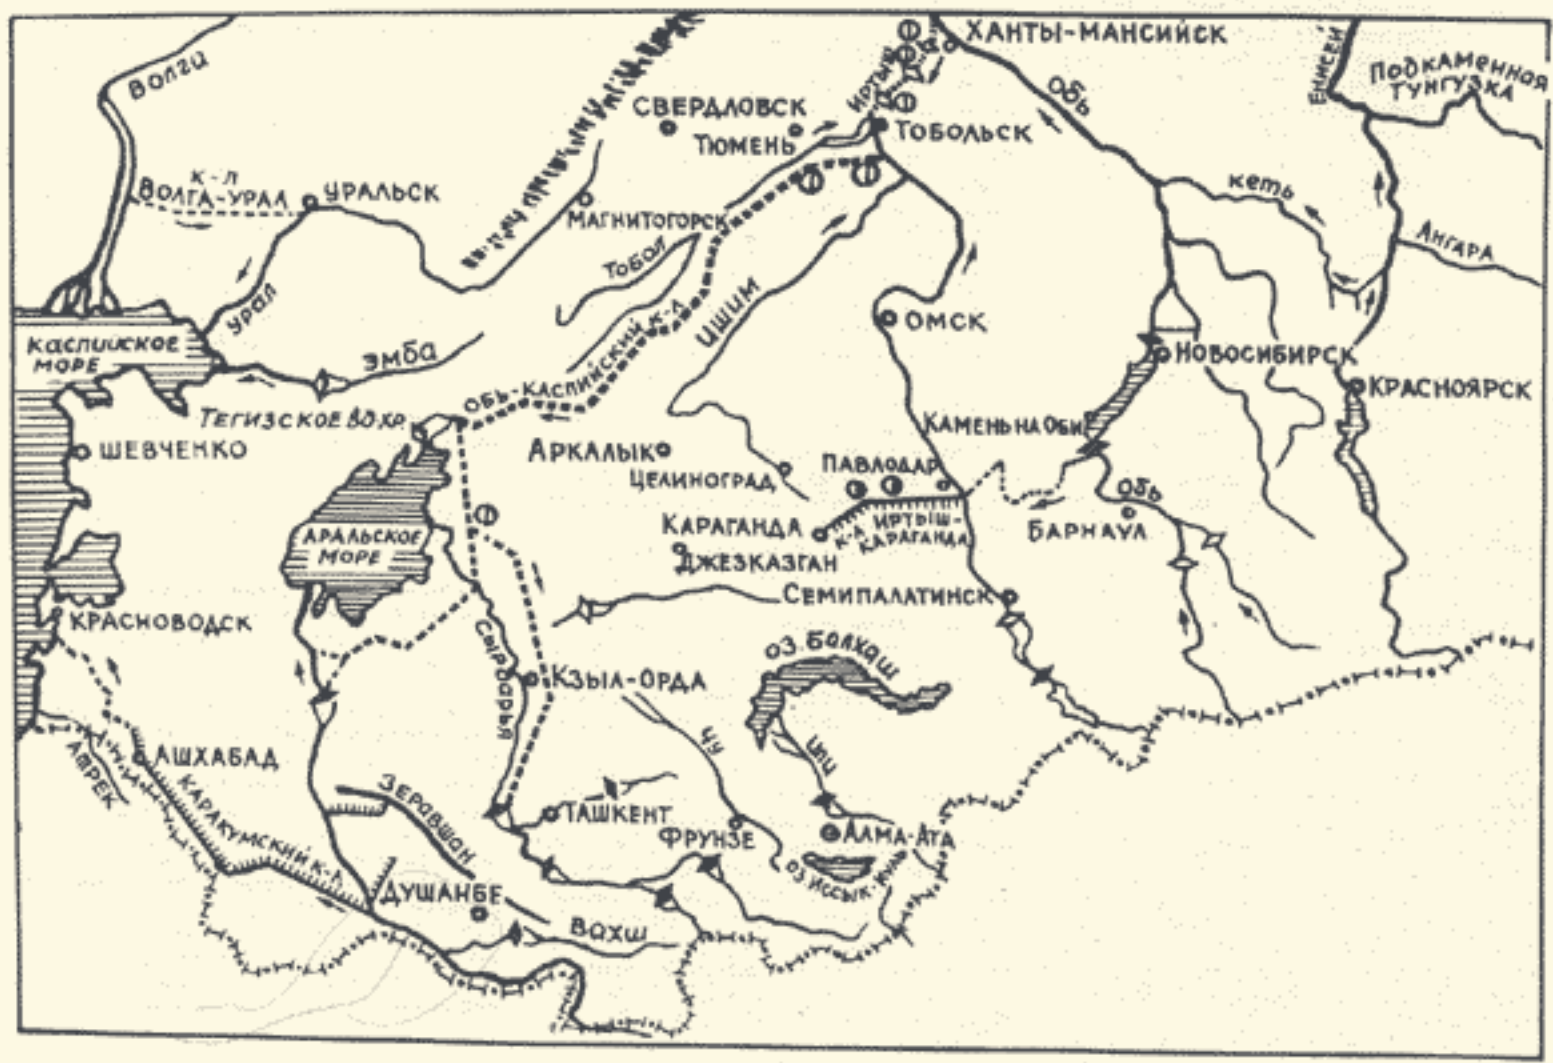 ХАНТЫ-МАНСИЙСК
Волги
ЕНИСЕЙ
Подкаменная
ТУНГУЗКА
Иртыш
Обь
СВЕРДЛОВСК
ТЮМЕНЬ
ТОБОЛЬСК
К-Л
ВОЛГА-УРАЛ
УРАЛЬСК
МАГНИТОГОРСК
кеть
АНГАРА
ТОБОЛ
УРАЛ
ИШИМ
ОМСК
КАСПИЙСКОЕ
МОРЕ
ЭМБА
ОБЬ-КАСПИЙСКИЙ К-Л
НОВОСИБИРСК
КРАСНОЯРСК
ТЕГИЗСКОЕ ВОХР.
КАМЕНЬ НА ОБИ
ШЕВЧЕНКО
АРКАЛЫК
ЦЕЛИНОГРАД
ПАВЛОДАР
ОБЬ
БАРНАУЛ
КАРАГАНДА
К-Л ИРТЫШ-
КАРАГАНДА
АРАЛЬСКОЕ
МОРЕ
ДЖЕЗКАЗГАН
СЕМИПАЛАТИНСК
КРАСНОВОДСК
СЫРДАРЬЯ
ОЗ. БАЛХАШ
КЗЫЛ-ОРДА
ЧУ
ИЛИ
АТРЕК
АШХАБАД
КАРАКУМСКИЙ К-Л
ЗЕРАВШАН
ТАШКЕНТ
ФРУНЗЕ
АЛМА-АТА
ОЗ. ИССЫК-КУЛЬ
ДУШАНБЕ
ВАХШ